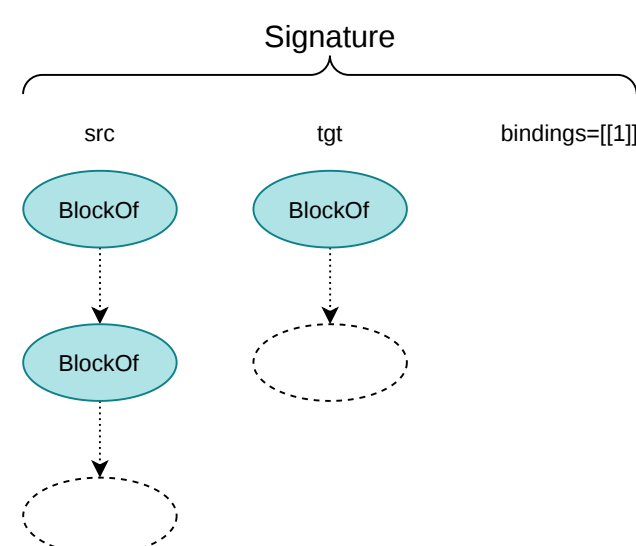 Signature
src
tgt
bindings=[[1]]
BlockOf
BlockOf
BlockOf